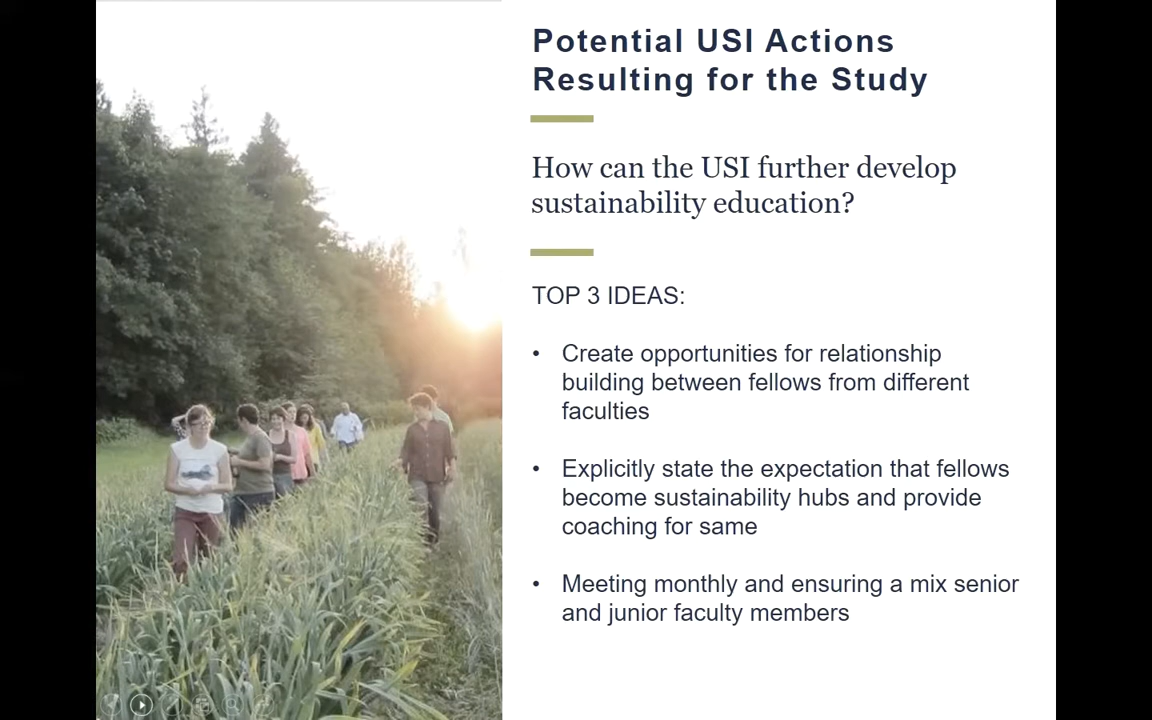 Potential USI Actions
Resulting for the Study
How can the USI further develop
sustainability education?
TOP 3 IDEAS:
• Create opportunities for relationship
building between fellows from different
faculties
• Explicitly state the expectation that fellows
become sustainability hubs and provide
coaching for same
• Meeting monthly and ensuring a mix senior
and junior faculty members